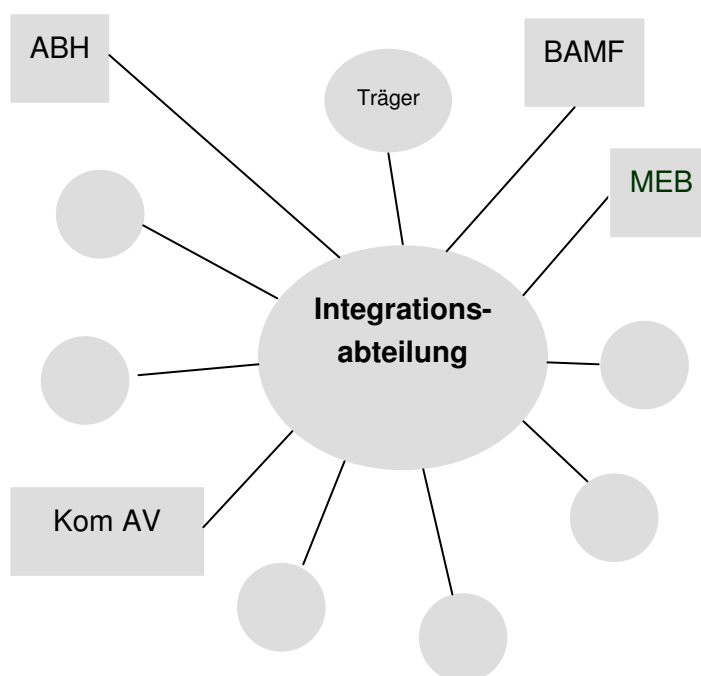 ABH
BAMF
Träger
MEB
Integrations-
abteilung
Kom AV